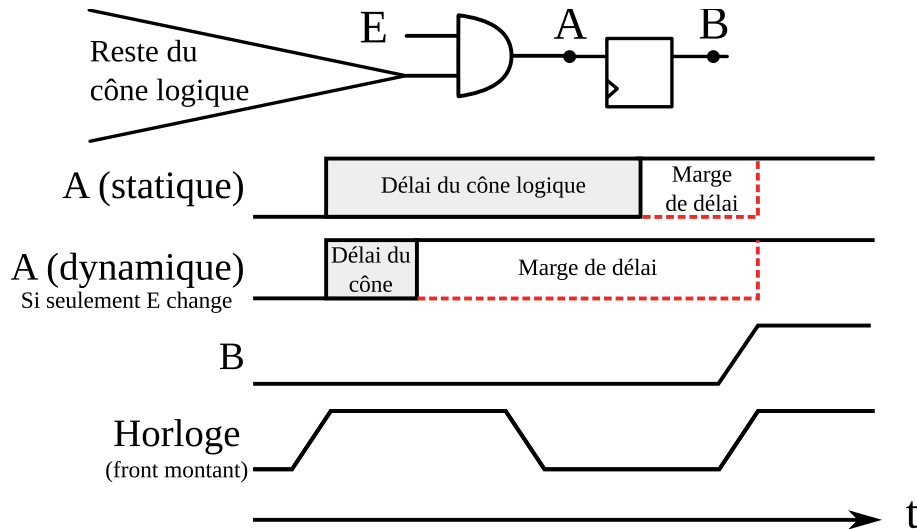 E
A
B
Reste du
cône logique
A (statique)
Délai du cône logique
Marge
de délai
A (dynamique)
Si seulement E change
Délai du
cône
Marge de délai
B
Horloge
(front montant)
t